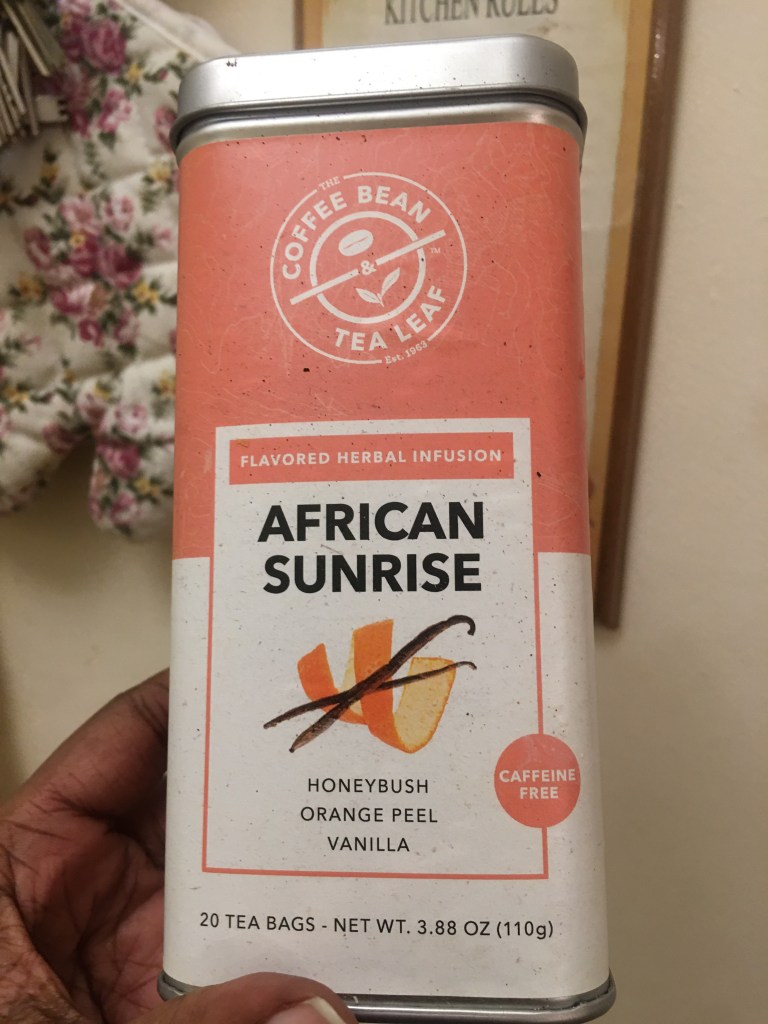 KITCHEN RULES
THE
COFFEE BEAN
&
TEA LEAF
TM
Est. 1963
FLAVORED HERBAL INFUSION
AFRICAN
SUNRISE
HONEYBUSH
ORANGE PEEL
VANILLA
CAFFEINE
FREE
20 TEA BAGS - NET WT. 3.88 OZ (110g)